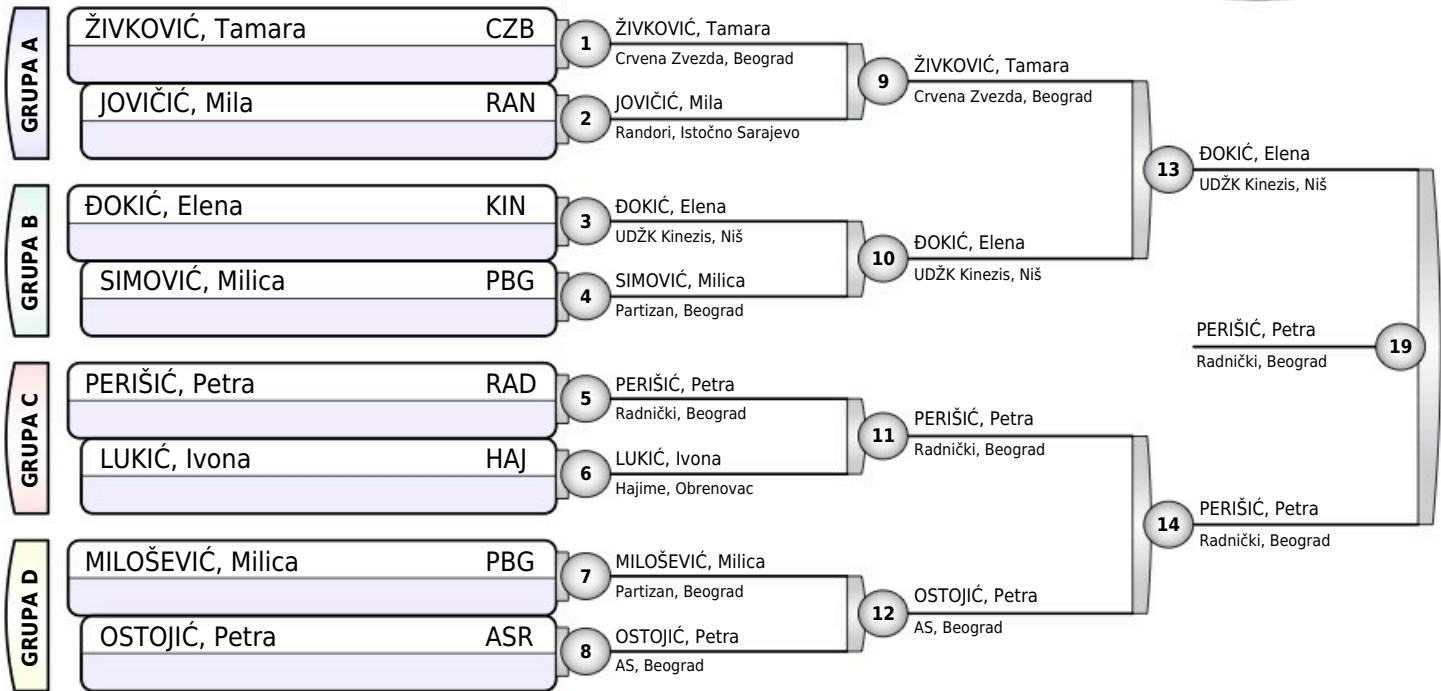 GRUPA A
ŽIVKOVIĆ, Tamara CZB
JOVIČIĆ, Mila RAN
GRUPA B
ĐOKIĆ, Elena KIN
SIMOVIĆ, Milica PBG
GRUPA C
PERIŠIĆ, Petra RAD
LUKIĆ, Ivona HAJ
GRUPA D
MILOŠEVIĆ, Milica PBG
OSTOJIĆ, Petra ASR
1
ŽIVKOVIĆ, Tamara
Crvena Zvezda, Beograd
2
JOVIČIĆ, Mila
Randori, Istočno Sarajevo
3
ĐOKIĆ, Elena
UDŽK Kinezis, Niš
4
SIMOVIĆ, Milica
Partizan, Beograd
5
PERIŠIĆ, Petra
Radnički, Beograd
6
LUKIĆ, Ivona
Hajime, Obrenovac
7
MILOŠEVIĆ, Milica
Partizan, Beograd
8
OSTOJIĆ, Petra
AS, Beograd
9
ŽIVKOVIĆ, Tamara
Crvena Zvezda, Beograd
10
ĐOKIĆ, Elena
UDŽK Kinezis, Niš
11
PERIŠIĆ, Petra
Radnički, Beograd
12
OSTOJIĆ, Petra
AS, Beograd
13
ĐOKIĆ, Elena
UDŽK Kinezis, Niš
14
PERIŠIĆ, Petra
Radnički, Beograd
PERIŠIĆ, Petra
Radnički, Beograd
19